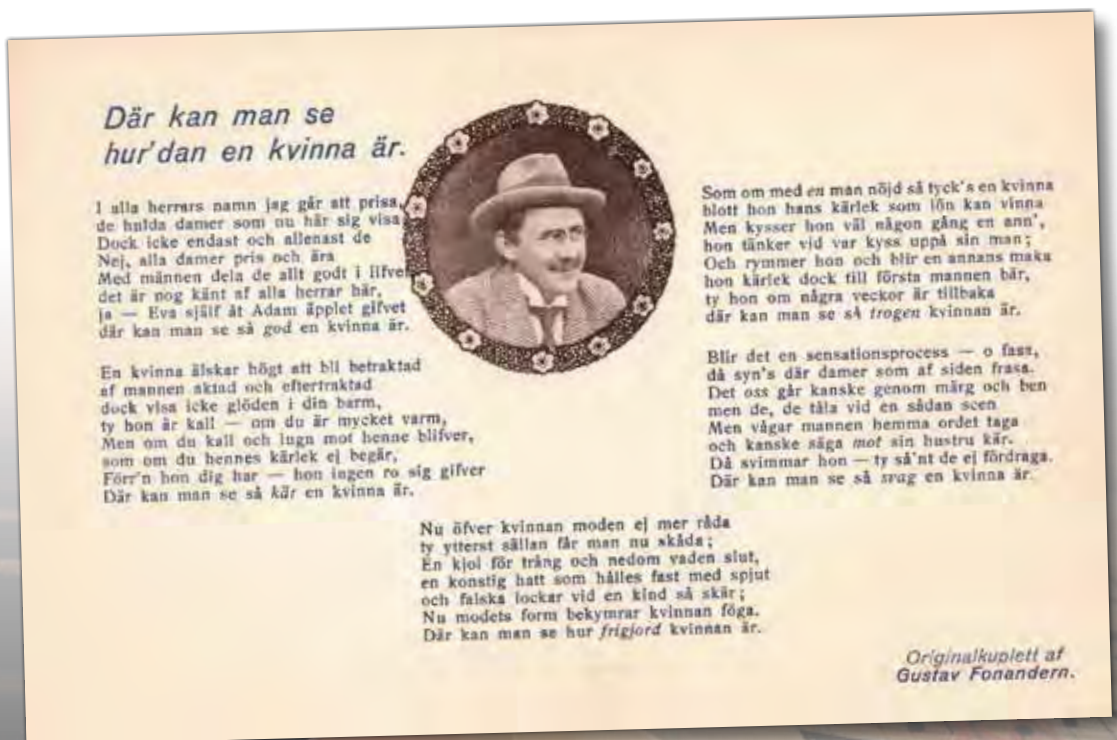 Där kan man se
hur'dan en kvinna är.
I alla herrars namn jag går att prisa,
de hulda damer som nu här sig visa
Dock icke endast och allenast de
Nej, alla damer pris och ära
Med männen dela de allt godt i lifvet
det är nog känt af alla herrar här,
ja — Eva själf åt Adam äpplet gifvet
där kan man se så god en kvinna är.
En kvinna älskar högt att bli betraktad
af mannen aktad och eftertraktad
dock visa icke glöden i din barm,
ty hon är kall — om du är mycket varm,
Men om du kall och lugn mot henne blifver,
som om du hennes kärlek ej begär,
Förr'n hon dig har — hon ingen ro sig gifver
Där kan man se så kär en kvinna är.
Som om med en man nöjd så tyck's en kvinna
blott hon hans kärlek som lön kan vinna
Men kysser hon väl någon gång en ann',
hon tänker vid var kyss uppå sin man;
Och rymmer hon och blir en annans maka
hon kärlek dock till första mannen bär,
ty hon om några veckor är tillbaka
där kan man se så trogen kvinnan är.
Blir det en sensationsprocess — o fasa,
då syn's där damer som af siden frasa.
Det oss går kanske genom märg och ben
men de, de tåla vid en sådan scen
Men vågar mannen hemma ordet taga
och kanske säga mot sin hustru kär.
Då svimmar hon — ty så'nt de ej fördraga.
Där kan man se så svag en kvinna är.
Nu öfver kvinnan moden ej mer råda
ty ytterst sällan får man nu skåda;
En kjol för trång och nedom vaden slut,
en konstig hatt som hålles fast med spjut
och falska lockar vid en kind så skär;
Nu modets form bekymrar kvinnan föga.
Där kan man se hur frigjord kvinnan är.
Originalkuplett af
Gustav Fonandern.